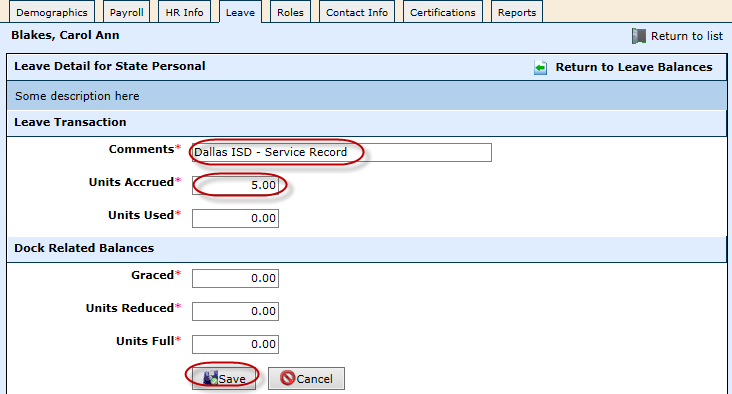 Demographics Payroll HR Info Leave Roles Contact Info Certifications Reports
Blakes, Carol Ann Return to list
Leave Detail for State Personal Return to Leave Balances
Some description here
Leave Transaction
Comments* Dallas ISD - Service Record
Units Accrued* 5.00
Units Used* 0.00
Dock Related Balances
Graced* 0.00
Units Reduced* 0.00
Units Full* 0.00
Save Cancel